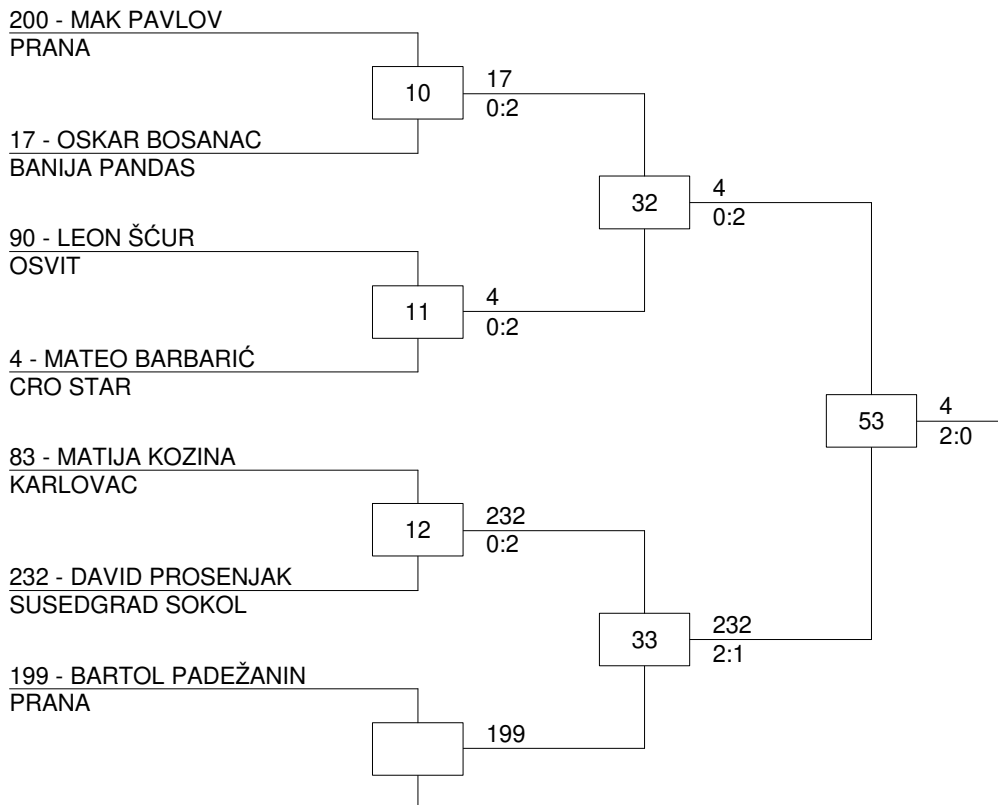 200 - MAK PAVLOV
PRANA
10
17
0:2
17 - OSKAR BOSANAC
BANIJA PANDAS
32
4
0:2
90 - LEON ŠĆUR
OSVIT
11
4
0:2
4 - MATEO BARBARIĆ
CRO STAR
53
4
2:0
83 - MATIJA KOZINA
KARLOVAC
12
232
0:2
232 - DAVID PROSENJAK
SUSEDGRAD SOKOL
33
232
2:1
199 - BARTOL PADEŽANIN
PRANA
199